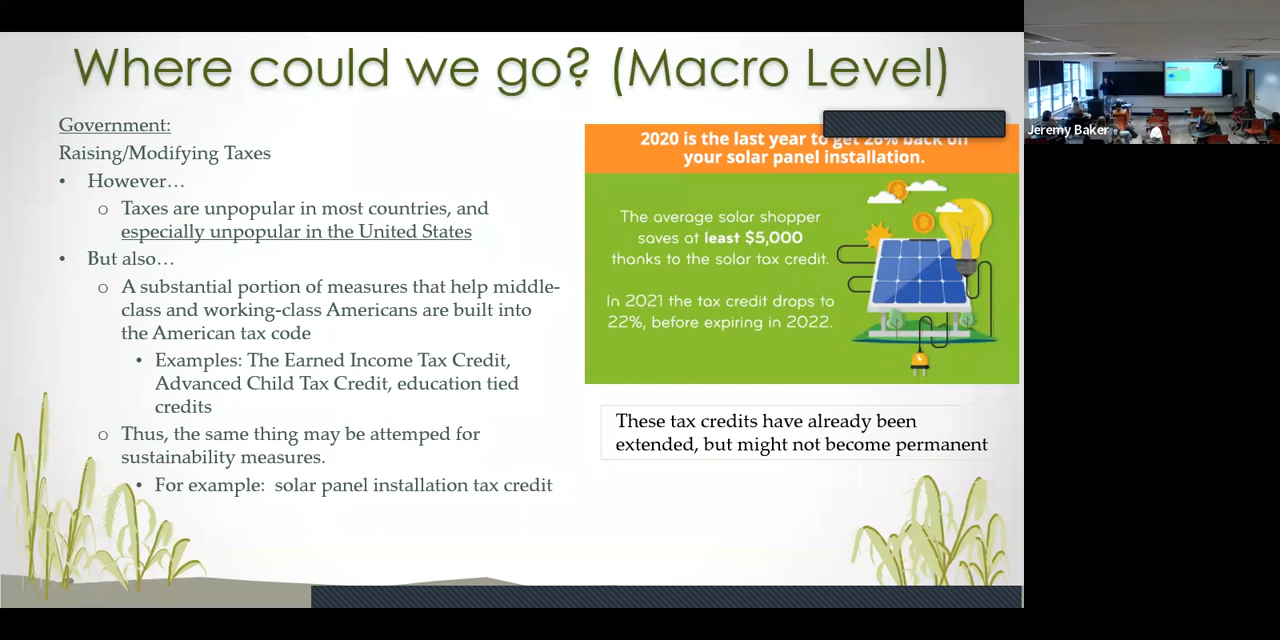 Where could we go? (Macro Level)
Government:
Raising/Modifying Taxes
• However…
o Taxes are unpopular in most countries, and
especially unpopular in the United States
• But also…
o A substantial portion of measures that help middle-
class and working-class Americans are built into
the American tax code
• Examples: The Earned Income Tax Credit,
Advanced Child Tax Credit, education tied
credits
o Thus, the same thing may be attemped for
sustainability measures.
• For example: solar panel installation tax credit
2020 is the last year to get 26% back on
your solar panel installation.
The average solar shopper
saves at least $5,000
thanks to the solar tax credit.
In 2021 the tax credit drops to
22%, before expiring in 2022.
These tax credits have already been
extended, but might not become permanent
Jeremy Baker